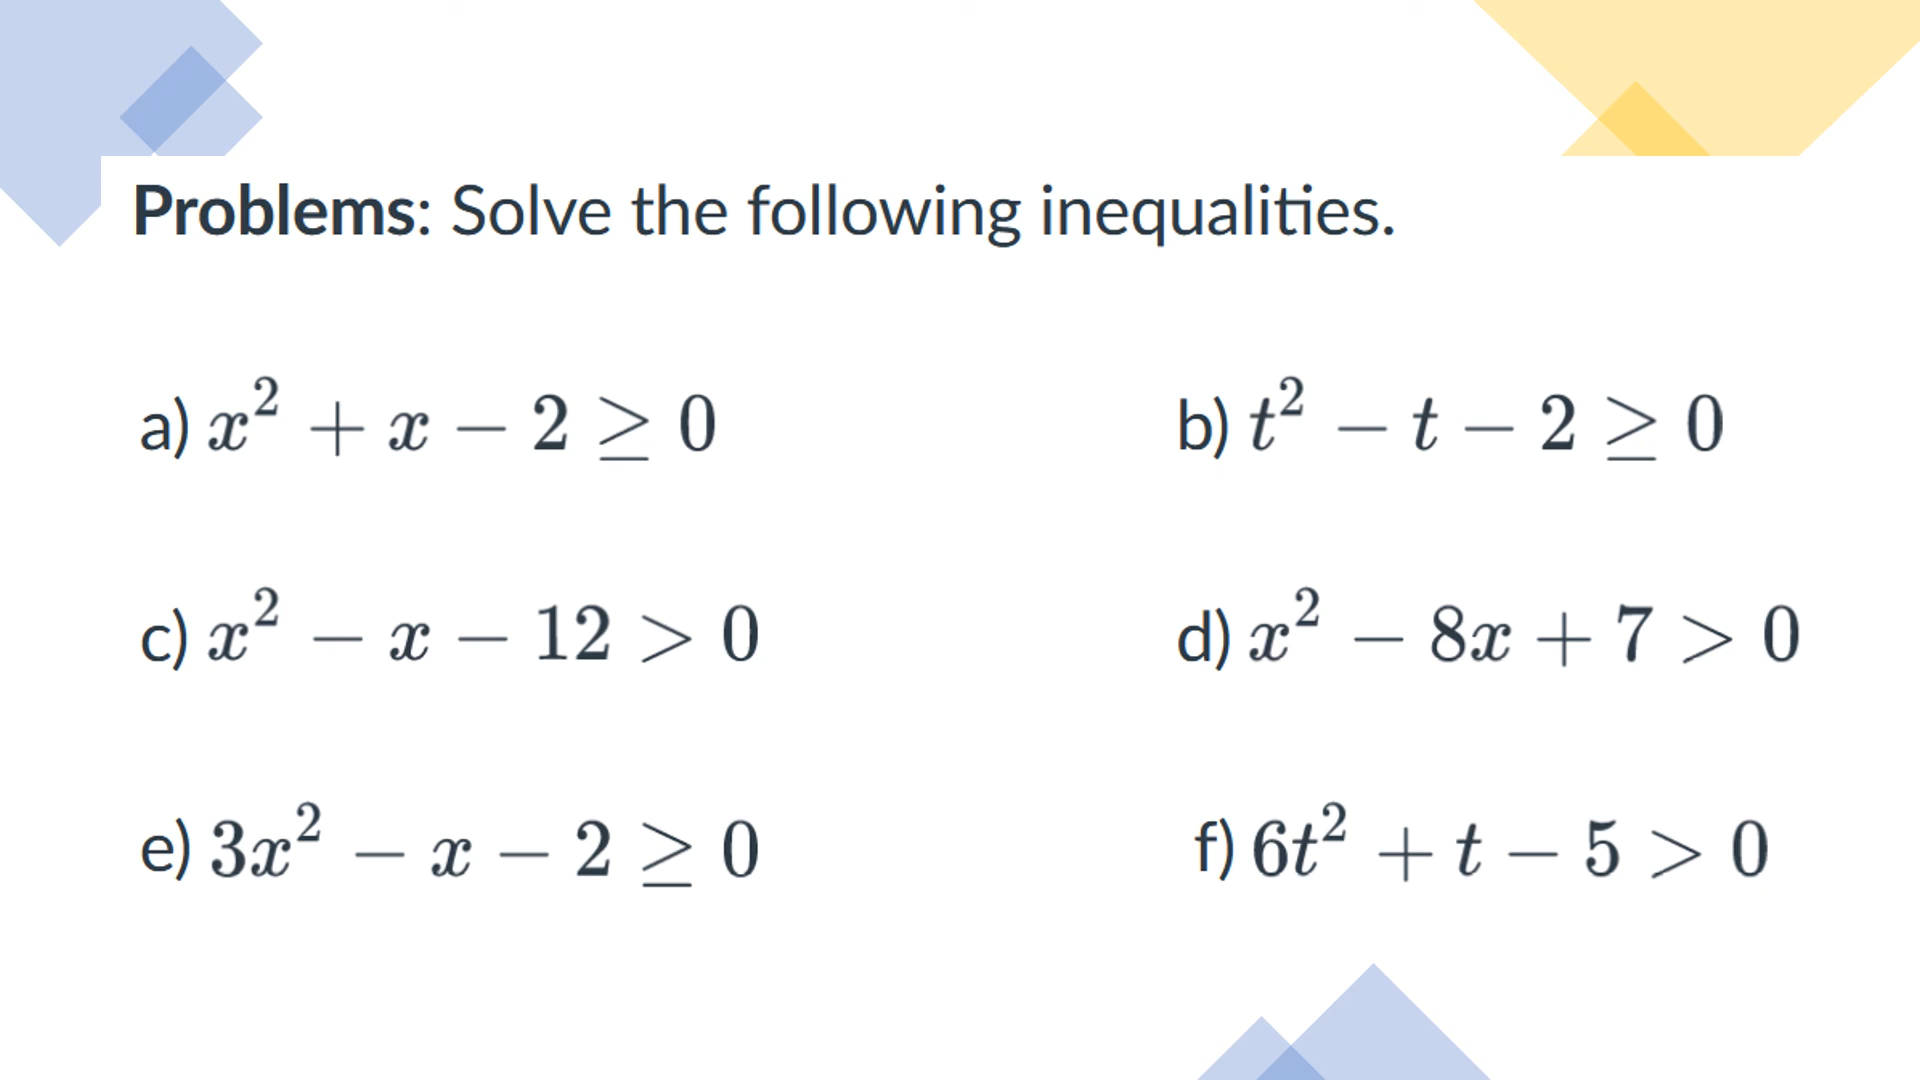 Problems: Solve the following inequalities.
a) x² + x − 2 ≥ 0
b) t² − t − 2 ≥ 0
c) x² − x − 12 > 0
d) x² − 8x + 7 > 0
e) 3x² − x − 2 ≥ 0
f) 6t² + t − 5 > 0